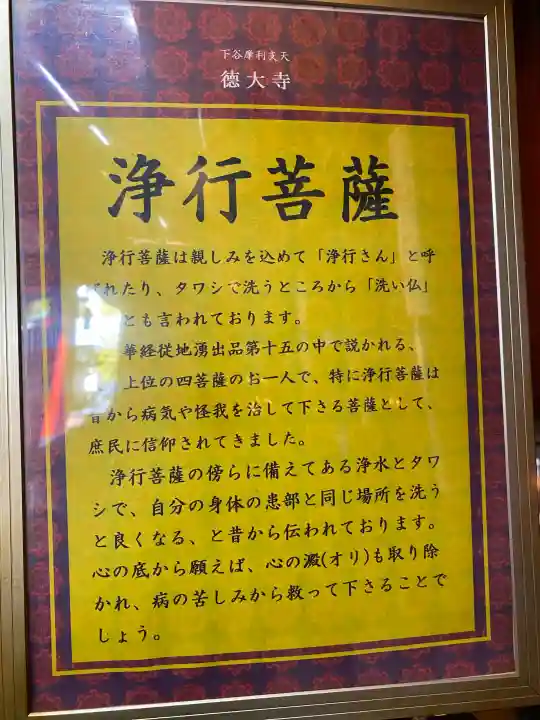 下谷摩利支天
徳大寺
浄行菩薩
浄行菩薩は親しみを込めて「浄行さん」と呼
れたり、タワシで洗うところから「洗い仏」
とも言われております。
華経従地湧出品第十五の中で説かれる、
上位の四菩薩のお一人で、特に浄行菩薩は
昔から病気や怪我を治して下さる菩薩として、
庶民に信仰されてきました。
浄行菩薩の傍らに備えてある浄水とタワ
シで、自分の身体の患部と同じ場所を洗う
と良くなる、と昔から伝われております。
心の底から願えば、心の澱(オリ)も取り除
かれ、病の苦しみから救って下さることで
しょう。